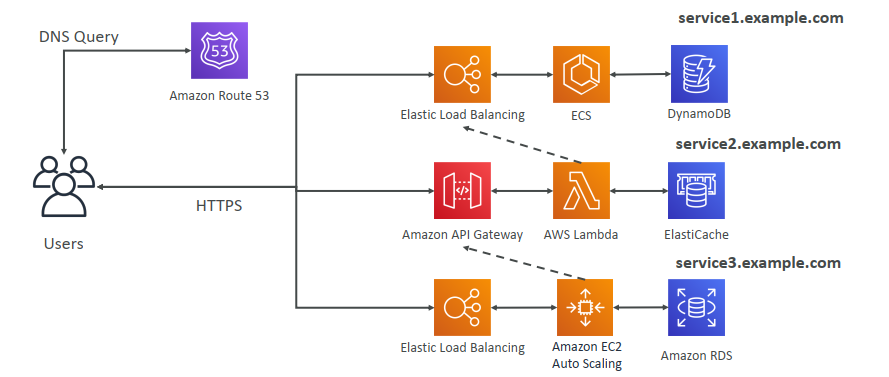 service1.example.com
DNS Query
53
Amazon Route 53
Elastic Load Balancing
ECS
DynamoDB
service2.example.com
HTTPS
Users
Amazon API Gateway
AWS Lambda
ElastiCache
service3.example.com
Elastic Load Balancing
Amazon EC2
Auto Scaling
Amazon RDS